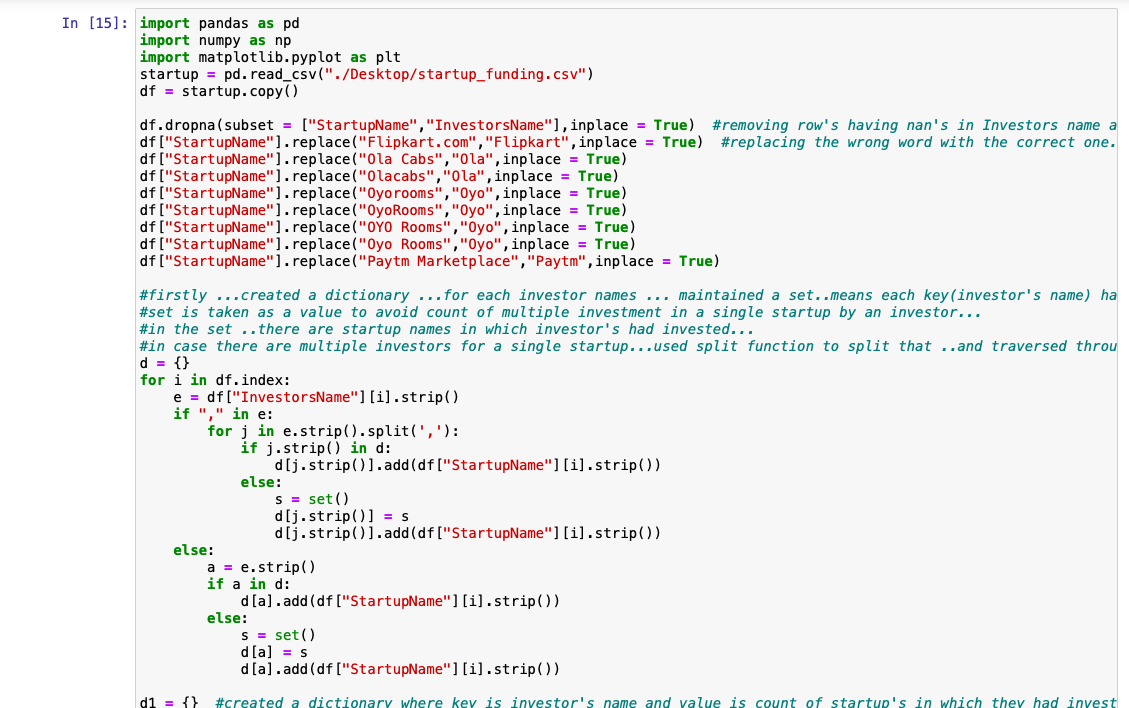 In [15]: import pandas as pd
import numpy as np
import matplotlib.pyplot as plt
startup = pd.read_csv("./Desktop/startup_funding.csv")
df = startup.copy()

df.dropna(subset = ["StartupName","InvestorsName"],inplace = True)  #removing row's having nan's in Investors name a
df["StartupName"].replace("Flipkart.com","Flipkart",inplace = True)  #replacing the wrong word with the correct one.
df["StartupName"].replace("Ola Cabs","Ola",inplace = True)
df["StartupName"].replace("Olacabs","Ola",inplace = True)
df["StartupName"].replace("Oyorooms","Oyo",inplace = True)
df["StartupName"].replace("OyoRooms","Oyo",inplace = True)
df["StartupName"].replace("OYO Rooms","Oyo",inplace = True)
df["StartupName"].replace("Oyo Rooms","Oyo",inplace = True)
df["StartupName"].replace("Paytm Marketplace","Paytm",inplace = True)

#firstly ...created a dictionary ...for each investor names ... maintained a set..means each key(investor's name) ha
#set is taken as a value to avoid count of multiple investment in a single startup by an investor...
#in the set ..there are startup names in which investor's had invested...
#in case there are multiple investors for a single startup...used split function to split that ..and traversed throu
d = {}
for i in df.index:
    e = df["InvestorsName"][i].strip()
    if "," in e:
        for j in e.strip().split(','):
            if j.strip() in d:
                d[j.strip()].add(df["StartupName"][i].strip())
            else:
                s = set()
                d[j.strip()] = s
                d[j.strip()].add(df["StartupName"][i].strip())
    else:
        a = e.strip()
        if a in d:
            d[a].add(df["StartupName"][i].strip())
        else:
            s = set()
            d[a] = s
            d[a].add(df["StartupName"][i].strip())

d1 = {}  #created a dictionary where key is investor's name and value is count of startup's in which they had invest